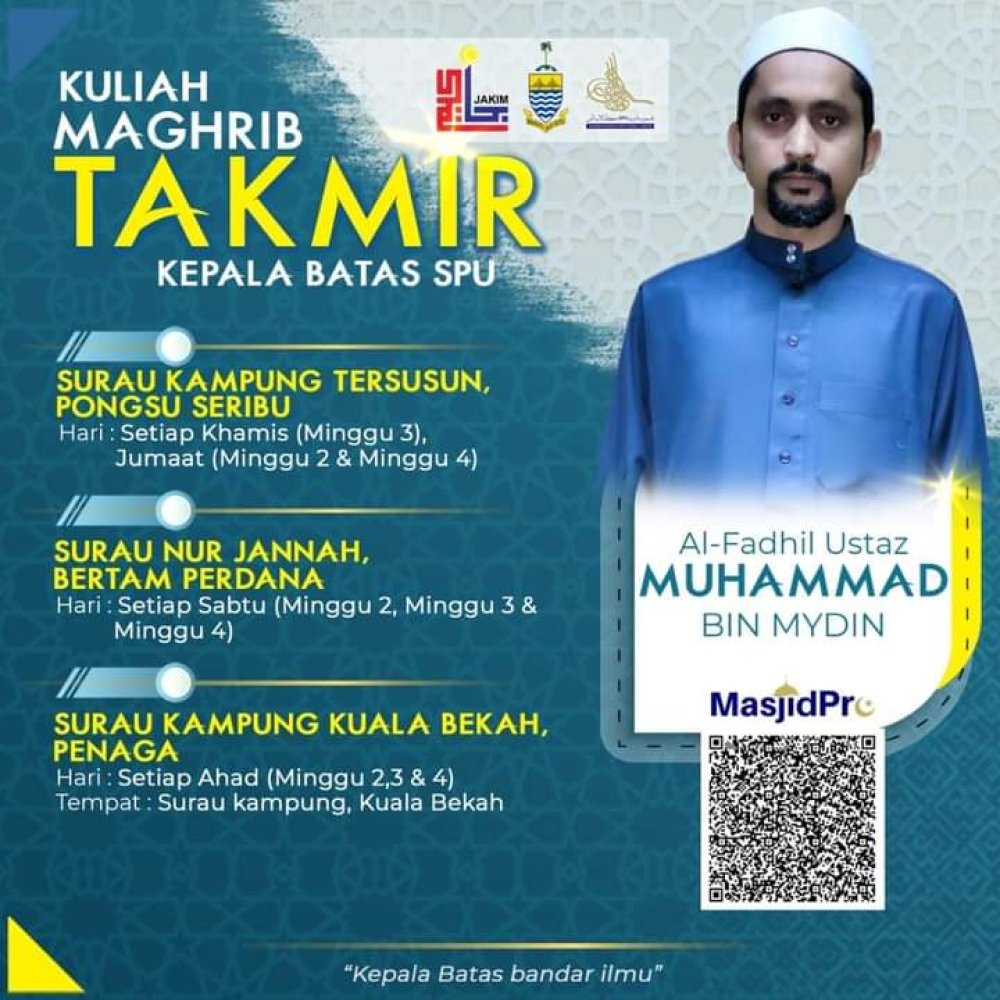 KULIAH
MAGHRIB
TAKMIR
KEPALA BATAS SPU
JAKIM
SURAU KAMPUNG TERSUSUN,
PONGSU SERIBU
Hari : Setiap Khamis (Minggu 3),
Jumaat (Minggu 2 & Minggu 4)
SURAU NUR JANNAH,
BERTAM PERDANA
Hari : Setiap Sabtu (Minggu 2, Minggu 3 &
Minggu 4)
SURAU KAMPUNG KUALA BEKAH,
PENAGA
Hari : Setiap Ahad (Minggu 2,3 & 4)
Tempat : Surau kampung, Kuala Bekah
Al-Fadhil Ustaz
MUHAMMAD
BIN MYDIN
MasjidPro
“Kepala Batas bandar ilmu”